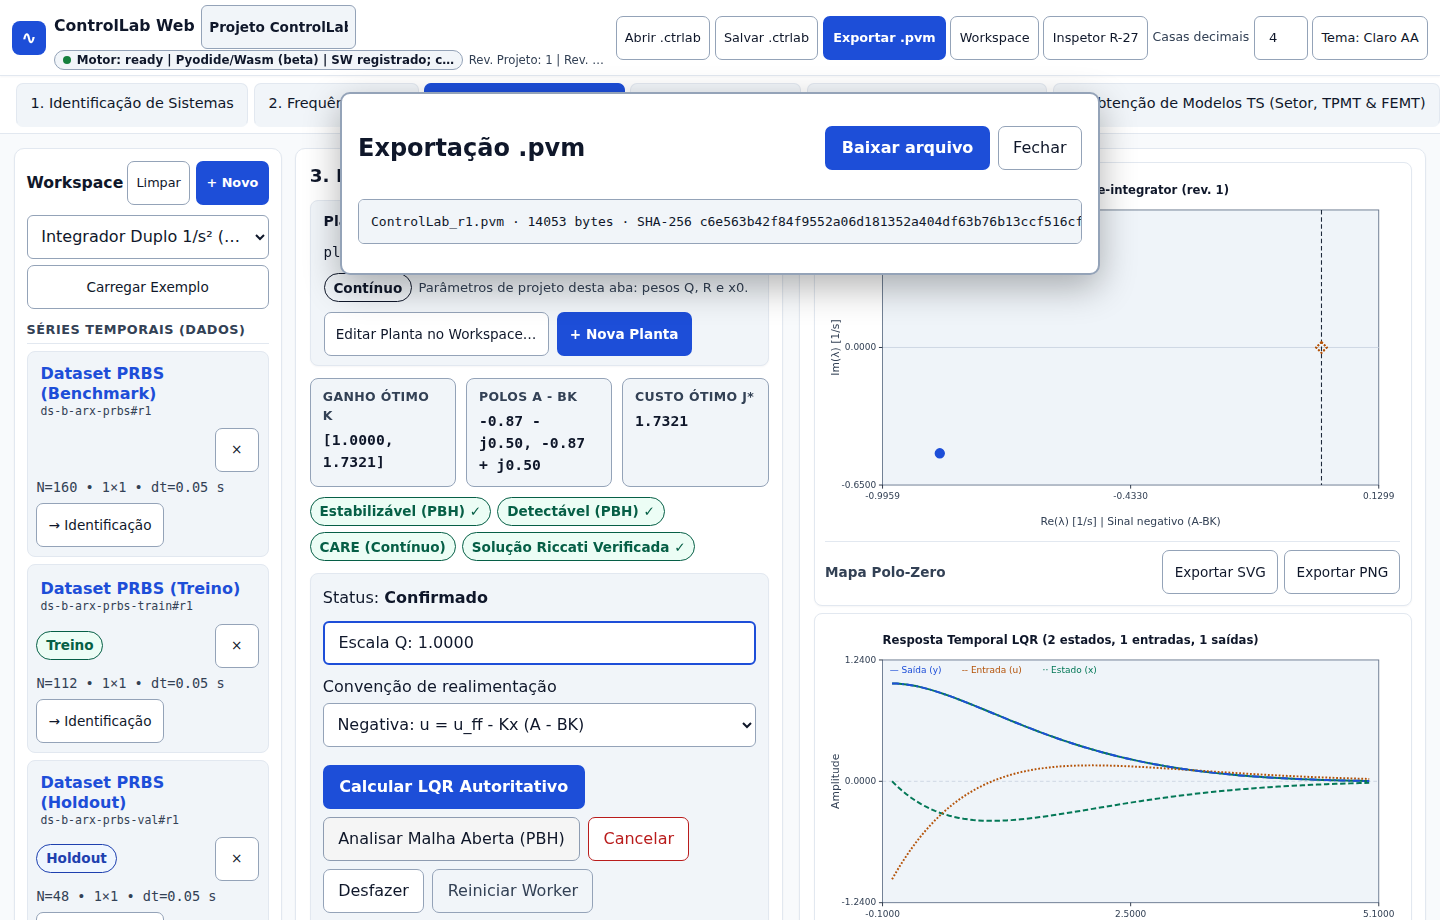 ∿
ControlLab Web
Projeto ControlLab
Motor: ready | Pyodide/Wasm (beta) | SW registrado; c…
Rev. Projeto: 1 | Rev. …
Abrir .ctrlab
Salvar .ctrlab
Exportar .pvm
Workspace
Inspetor R-27
Casas decimais
4
Tema: Claro AA
1. Identificação de Sistemas
2. Frequên
btenção de Modelos TS (Setor, TPMT & FEMT)
Exportação .pvm
Baixar arquivo
Fechar
ControlLab_r1.pvm · 14053 bytes · SHA-256 c6e563b42f84f9552a06d181352a404df63b76b13ccf516cf
Workspace
Limpar
+ Novo
Integrador Duplo 1/s² (…
Carregar Exemplo
SÉRIES TEMPORAIS (DADOS)
Dataset PRBS
(Benchmark)
ds-b-arx-prbs#r1
×
N=160 • 1×1 • dt=0.05 s
→ Identificação
Dataset PRBS (Treino)
ds-b-arx-prbs-train#r1
Treino
×
N=112 • 1×1 • dt=0.05 s
→ Identificação
Dataset PRBS
(Holdout)
ds-b-arx-prbs-val#r1
Holdout
×
N=48 • 1×1 • dt=0.05 s
3.
Pl
pl
Contínuo
Parâmetros de projeto desta aba: pesos Q, R e x0.
Editar Planta no Workspace…
+ Nova Planta
GANHO ÓTIMO
K
[1.0000,
1.7321]
POLOS A - BK
-0.87 -
j0.50, -0.87
+ j0.50
CUSTO ÓTIMO J*
1.7321
Estabilizável (PBH) ✓
Detectável (PBH) ✓
CARE (Contínuo)
Solução Riccati Verificada ✓
Status: Confirmado
Escala Q: 1.0000
Convenção de realimentação
Negativa: u = u_ff - Kx (A - BK)
Calcular LQR Autoritativo
Analisar Malha Aberta (PBH)
Cancelar
Desfazer
Reiniciar Worker
e-integrator (rev. 1)
Im(λ) [1/s]
0.0000
-0.6500
-0.9959
-0.4330
0.1299
Re(λ) [1/s] | Sinal negativo (A-BK)
Mapa Polo-Zero
Exportar SVG
Exportar PNG
Resposta Temporal LQR (2 estados, 1 entradas, 1 saídas)
1.2400
— Saída (y)
-- Entrada (u)
·· Estado (x)
Amplitude
0.0000
-1.2400
-0.1000
2.5000
5.1000